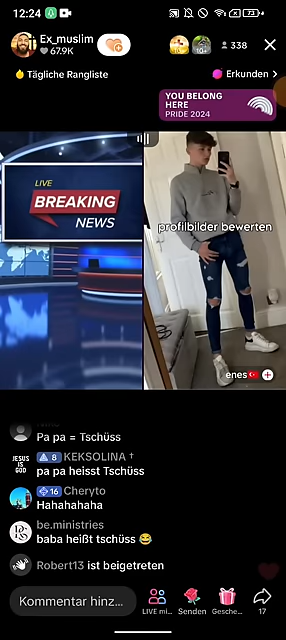 12:24
73
Ex_muslim
67.9K
338
Tägliche Rangliste
Erkunden
YOU BELONG
HERE
PRIDE 2024
LIVE
BREAKING
NEWS
profilbilder bewerten
enes🇹🇷
Pa pa = Tschüss
JESUS
IS
GOD
8 KEKSOLINA ✝
pa pa heisst Tschüss
16 Cheryto
Hahahahaha
be.ministries
baba heißt tschüss 😂
Robert13 ist beigetreten
Kommentar hinz...
LIVE mi...
Senden
Gesche...
17